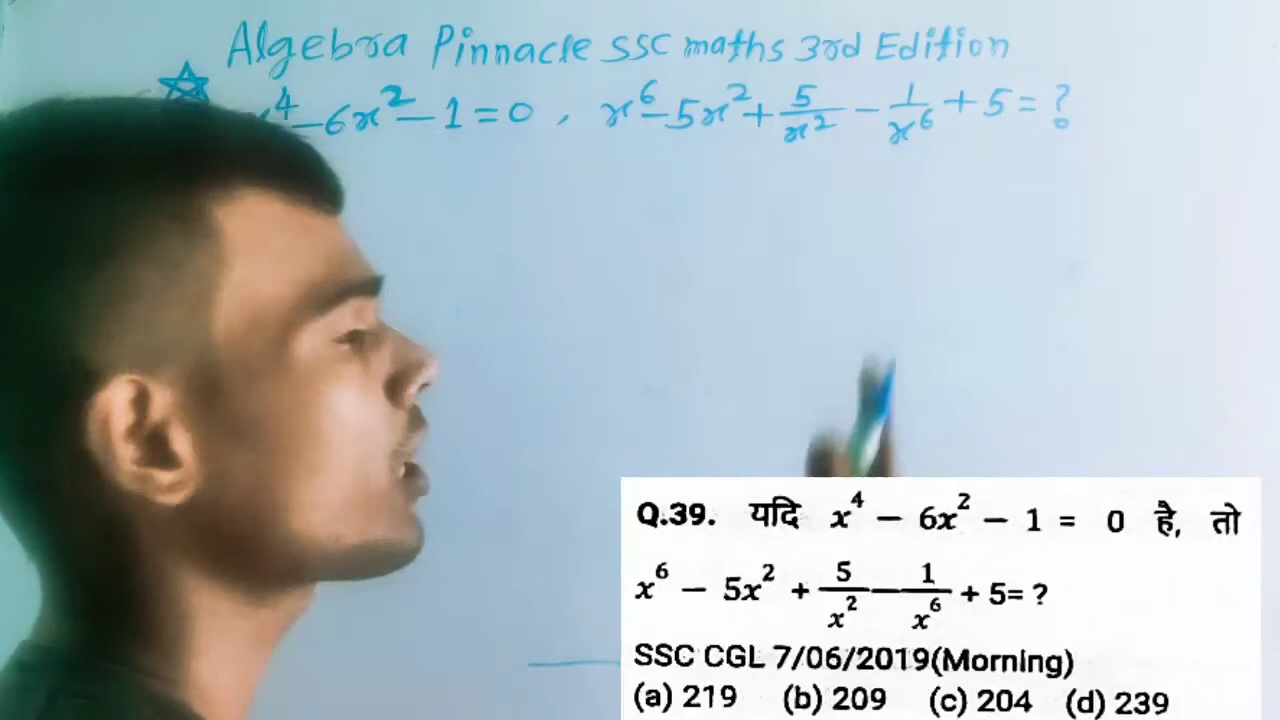 Algebra Pinnacle SSC maths 3rd Edition
x⁴ - 6x² - 1 = 0 , x⁶ - 5x² + 5/x² - 1/x⁶ + 5 = ?
Q.39. यदि x⁴ − 6x² − 1 = 0 है, तो
x⁶ − 5x² + 5/x² − 1/x⁶ + 5= ?
SSC CGL 7/06/2019(Morning)
(a) 219 (b) 209 (c) 204 (d) 239